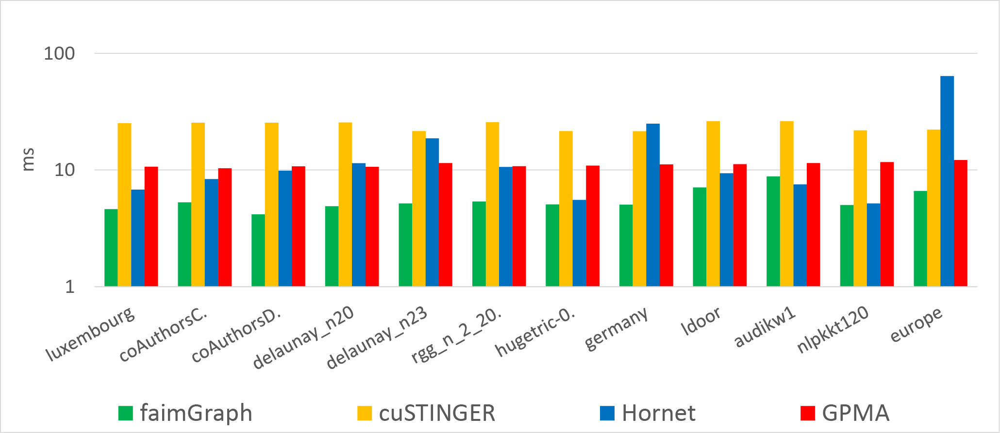 100
10
1
ms
luxembourg
coAuthorsC.
coAuthorsD.
delaunay_n20
delaunay_n23
rgg_n_2_20.
hugetric-0.
germany
ldoor
audikw1
nlpkkt120
europe
faimGraph cuSTINGER Hornet GPMA